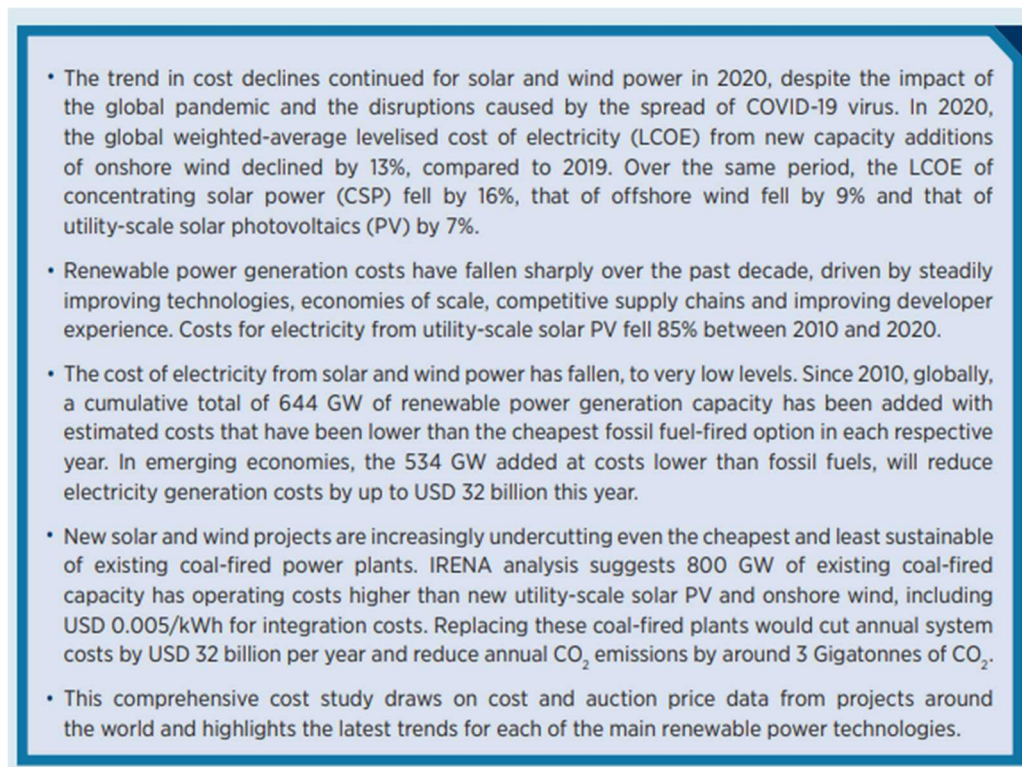 • The trend in cost declines continued for solar and wind power in 2020, despite the impact of
the global pandemic and the disruptions caused by the spread of COVID-19 virus. In 2020,
the global weighted-average levelised cost of electricity (LCOE) from new capacity additions
of onshore wind declined by 13%, compared to 2019. Over the same period, the LCOE of
concentrating solar power (CSP) fell by 16%, that of offshore wind fell by 9% and that of
utility-scale solar photovoltaics (PV) by 7%.
• Renewable power generation costs have fallen sharply over the past decade, driven by steadily
improving technologies, economies of scale, competitive supply chains and improving developer
experience. Costs for electricity from utility-scale solar PV fell 85% between 2010 and 2020.
• The cost of electricity from solar and wind power has fallen, to very low levels. Since 2010, globally,
a cumulative total of 644 GW of renewable power generation capacity has been added with
estimated costs that have been lower than the cheapest fossil fuel-fired option in each respective
year. In emerging economies, the 534 GW added at costs lower than fossil fuels, will reduce
electricity generation costs by up to USD 32 billion this year.
• New solar and wind projects are increasingly undercutting even the cheapest and least sustainable
of existing coal-fired power plants. IRENA analysis suggests 800 GW of existing coal-fired
capacity has operating costs higher than new utility-scale solar PV and onshore wind, including
USD 0.005/kWh for integration costs. Replacing these coal-fired plants would cut annual system
costs by USD 32 billion per year and reduce annual CO₂ emissions by around 3 Gigatonnes of CO₂.
• This comprehensive cost study draws on cost and auction price data from projects around
the world and highlights the latest trends for each of the main renewable power technologies.